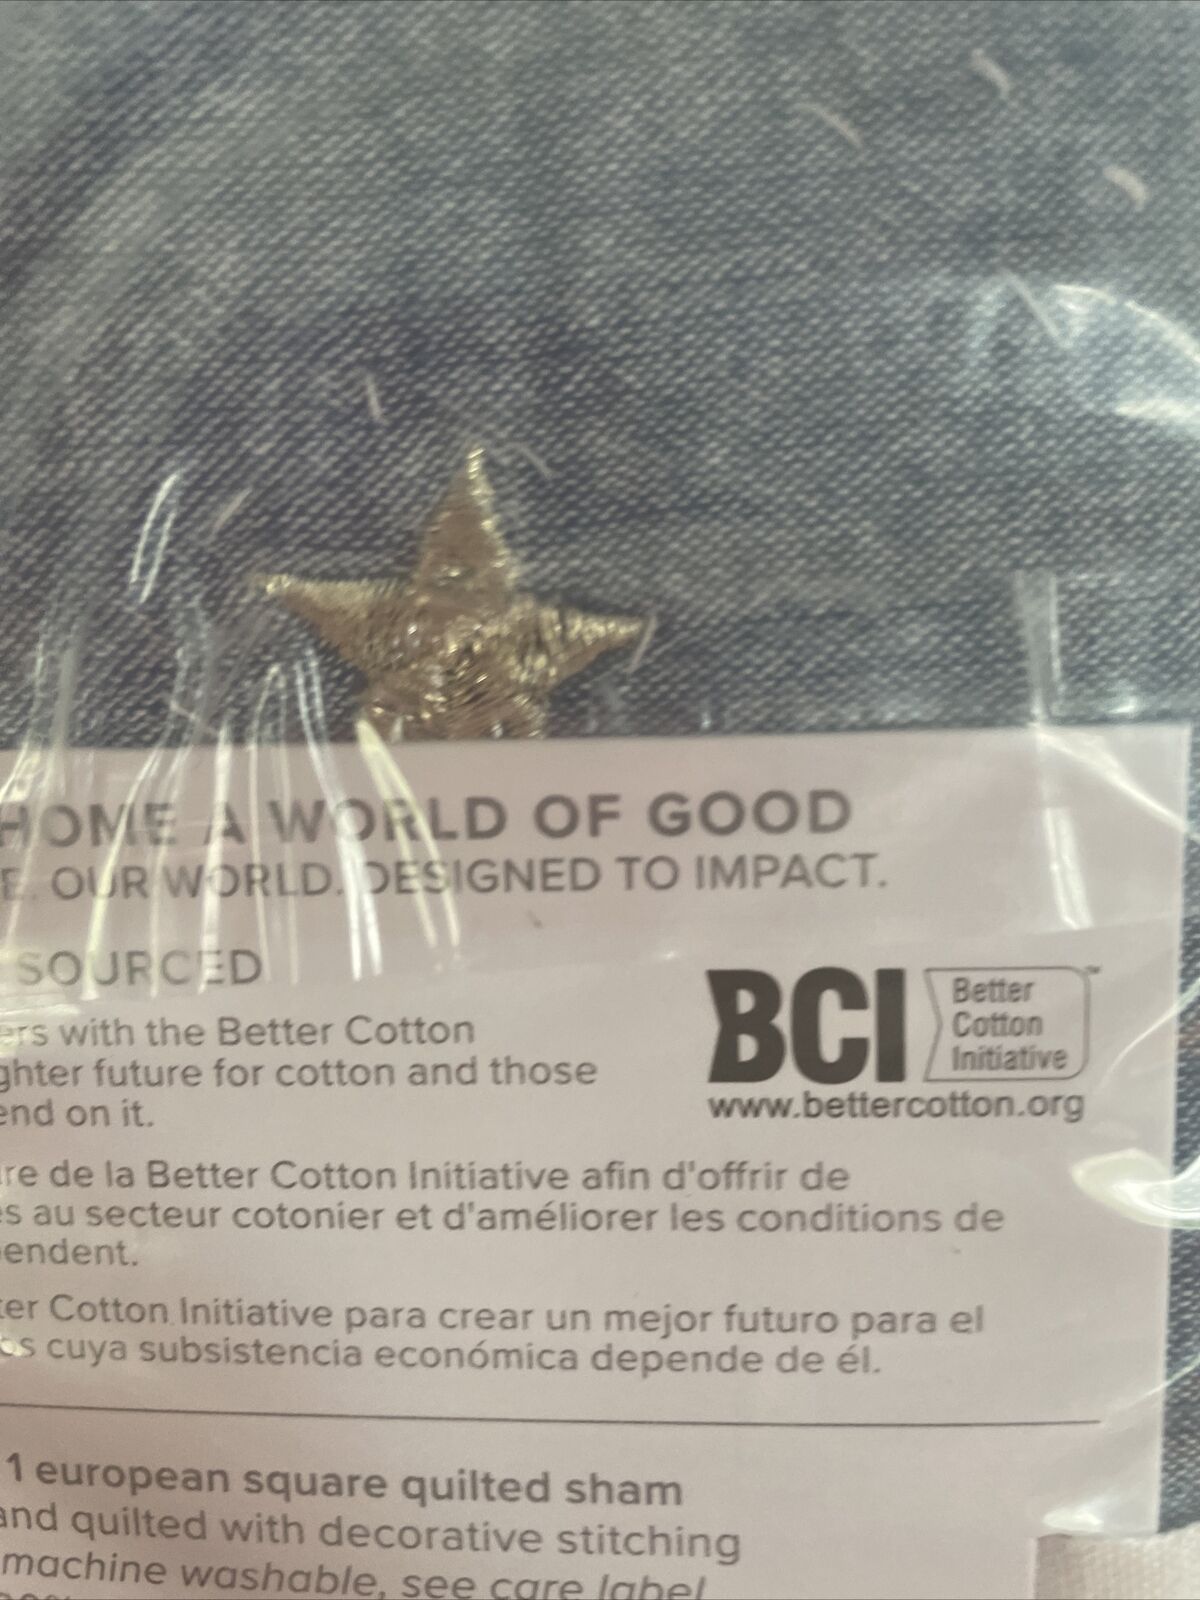 HOME A WORLD OF GOOD
E. OUR WORLD. DESIGNED TO IMPACT.
SOURCED
ers with the Better Cotton
ghter future for cotton and those
end on it.
BCI Better
Cotton
Initiative
™
www.bettercotton.org
re de la Better Cotton Initiative afin d'offrir de
s au secteur cotonier et d'améliorer les conditions de
endent.
ter Cotton Initiative para crear un mejor futuro para el
os cuya subsistencia económica depende de él.
1 european square quilted sham
and quilted with decorative stitching
machine washable, see care label